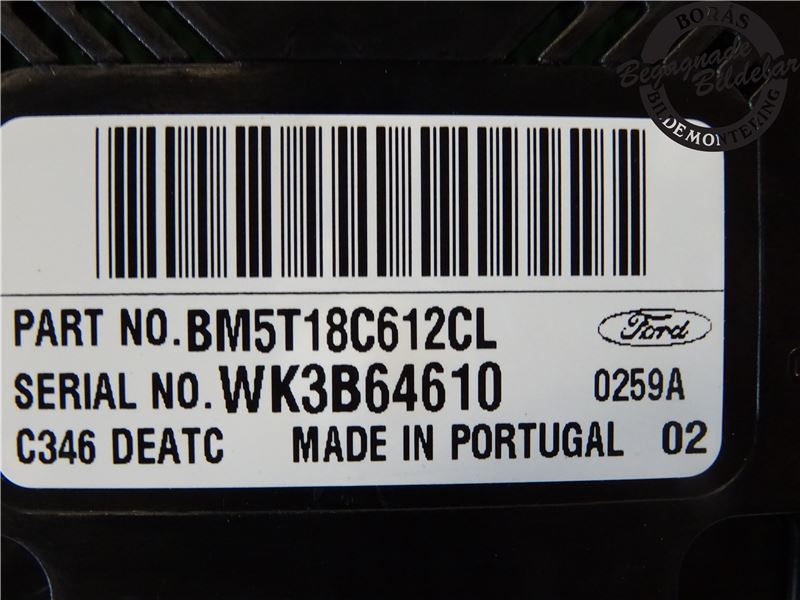 BORÅS
Begagnade
Bildelar
BILDEMONTERING
PART NO. BM5T18C612CL
Ford
SERIAL NO. WK3B64610
0259A
C346 DEATC
MADE IN PORTUGAL
02